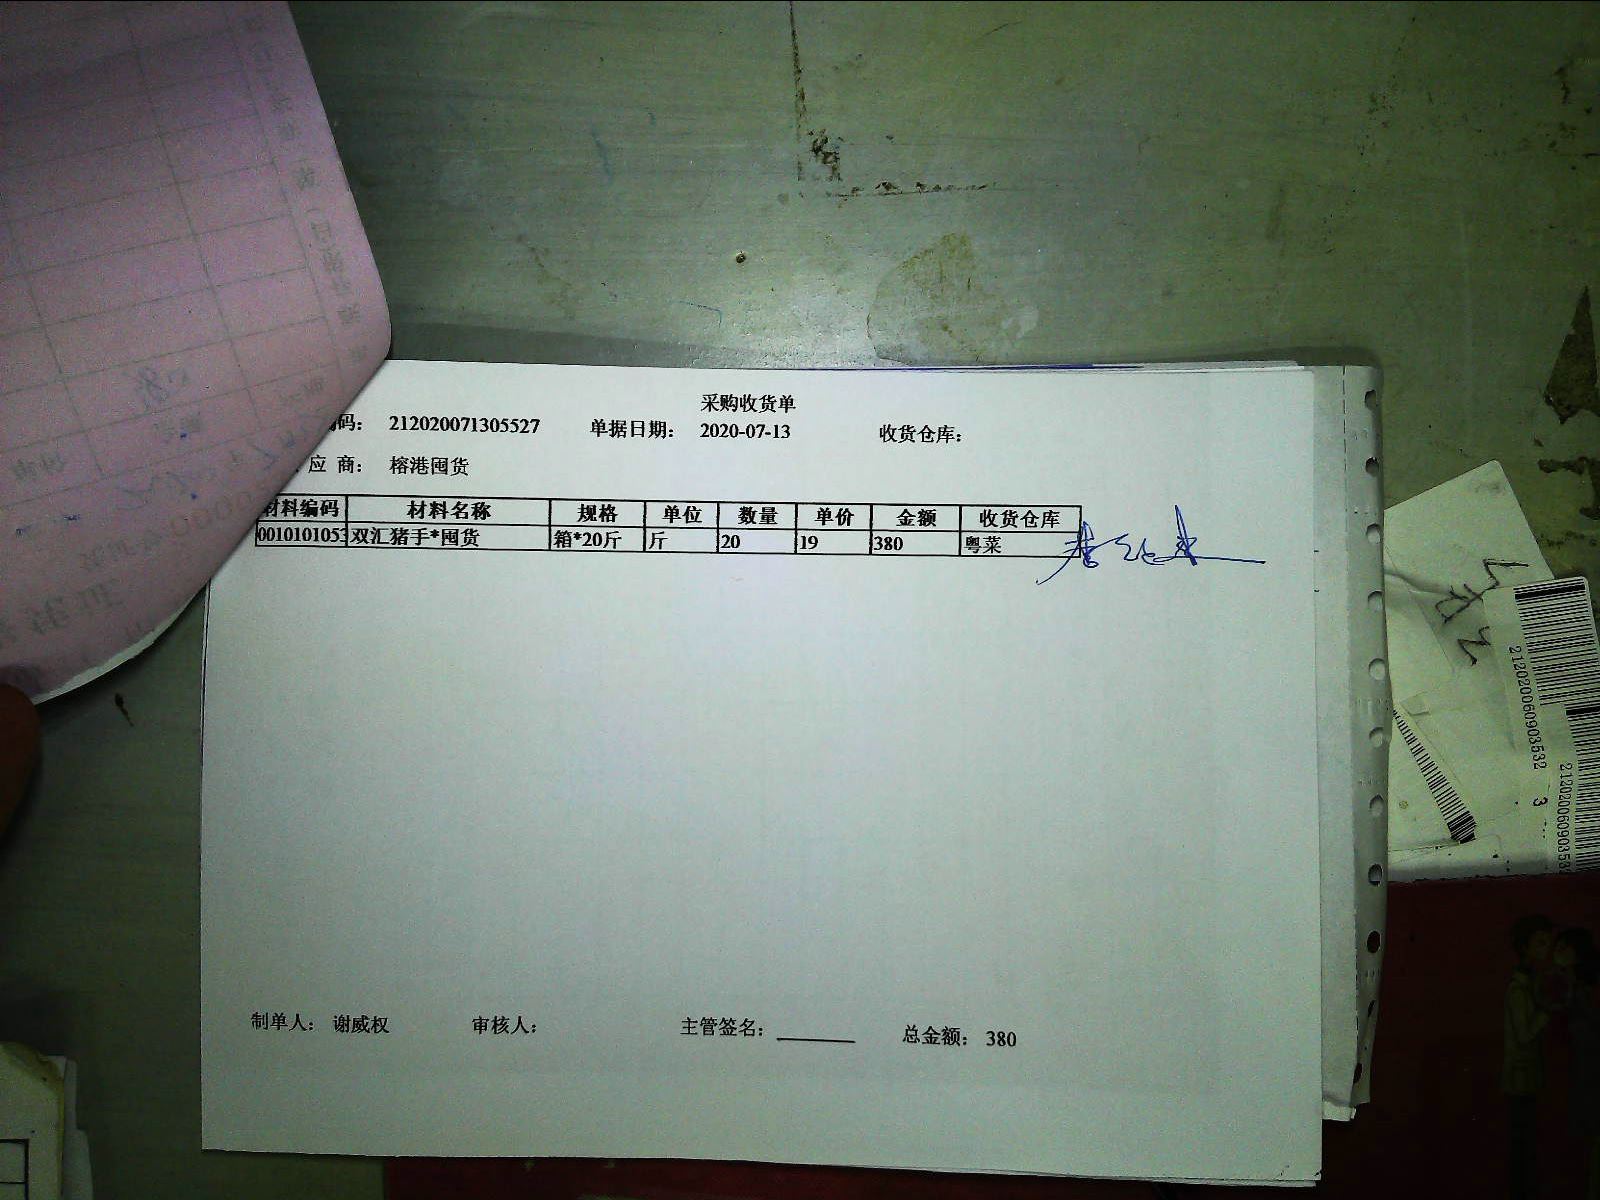 采购收货单
码： 212020071305527 单据日期： 2020-07-13 收货仓库：
应 商： 榕港囤货
材料编码 材料名称 规格 单位 数量 单价 金额 收货仓库
0010101053 双汇猪手*囤货 箱*20斤 斤 20 19 380 粤菜
制单人： 谢威权 审核人： 主管签名： 总金额： 380
212020060903532 3
21202006090353